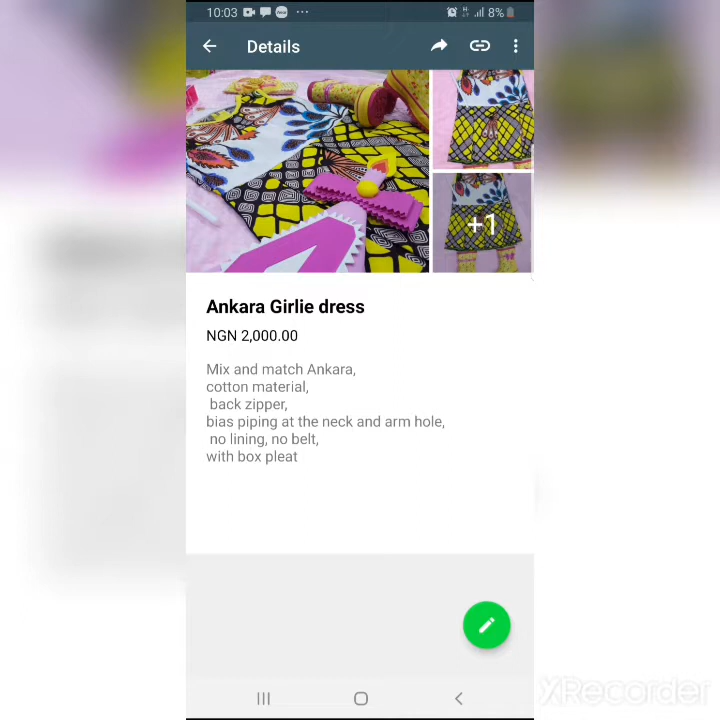 10:03
8%
Details
+1
Ankara Girlie dress
NGN 2,000.00
Mix and match Ankara,
cotton material,
back zipper,
bias piping at the neck and arm hole,
no lining, no belt,
with box pleat
XRecorder